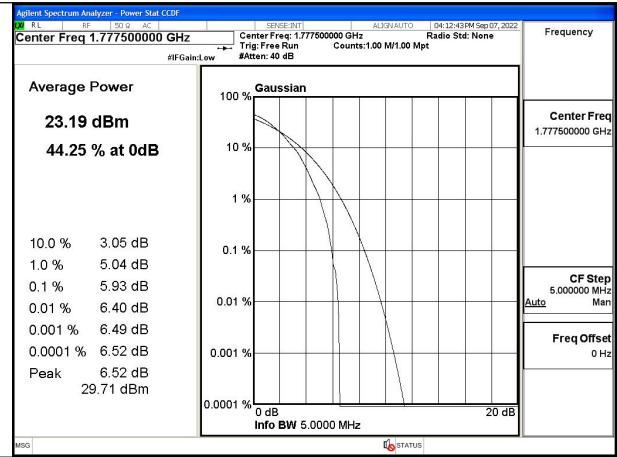 Agilent Spectrum Analyzer - Power Stat CCDF
RL RF 50 Ω AC SENSE:INT ALIGN AUTO 04:12:43 PM Sep 07, 2022
Center Freq 1.777500000 GHz
Center Freq: 1.777500000 GHz Radio Std: None
Trig: Free Run Counts:1.00 M/1.00 Mpt
#IFGain:Low #Atten: 40 dB
Frequency
Average Power
23.19 dBm
44.25 % at 0dB
10.0 % 3.05 dB
1.0 % 5.04 dB
0.1 % 5.93 dB
0.01 % 6.40 dB
0.001 % 6.49 dB
0.0001 % 6.52 dB
Peak 6.52 dB
29.71 dBm
Gaussian
100 %
10 %
1 %
0.1 %
0.01 %
0.001 %
0.0001 %
0 dB 20 dB
Info BW 5.0000 MHz
Center Freq
1.777500000 GHz
CF Step
5.000000 MHz
Auto Man
Freq Offset
0 Hz
MSG STATUS